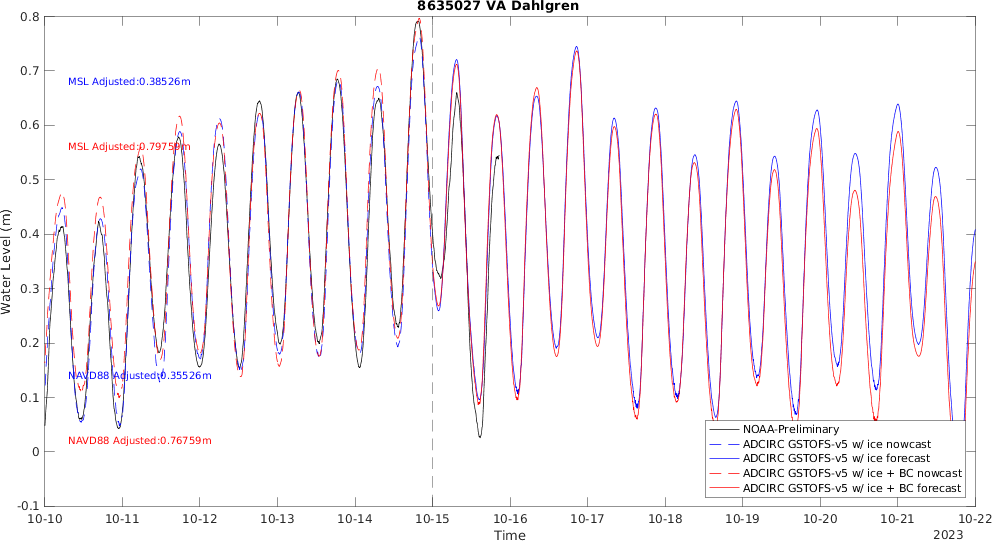 8635027 VA Dahlgren
0.8
0.7
0.6
0.5
0.4
0.3
0.2
0.1
0
-0.1
Water Level (m)
MSL Adjusted:0.38526m
MSL Adjusted:0.79759m
NAVD88 Adjusted:0.35526m
NAVD88 Adjusted:0.76759m
NOAA-Preliminary
ADCIRC GSTOFS-v5 w/ ice nowcast
ADCIRC GSTOFS-v5 w/ ice forecast
ADCIRC GSTOFS-v5 w/ ice + BC nowcast
ADCIRC GSTOFS-v5 w/ ice + BC forecast
10-10 10-11 10-12 10-13 10-14 10-15 10-16 10-17 10-18 10-19 10-20 10-21 10-22
Time
2023